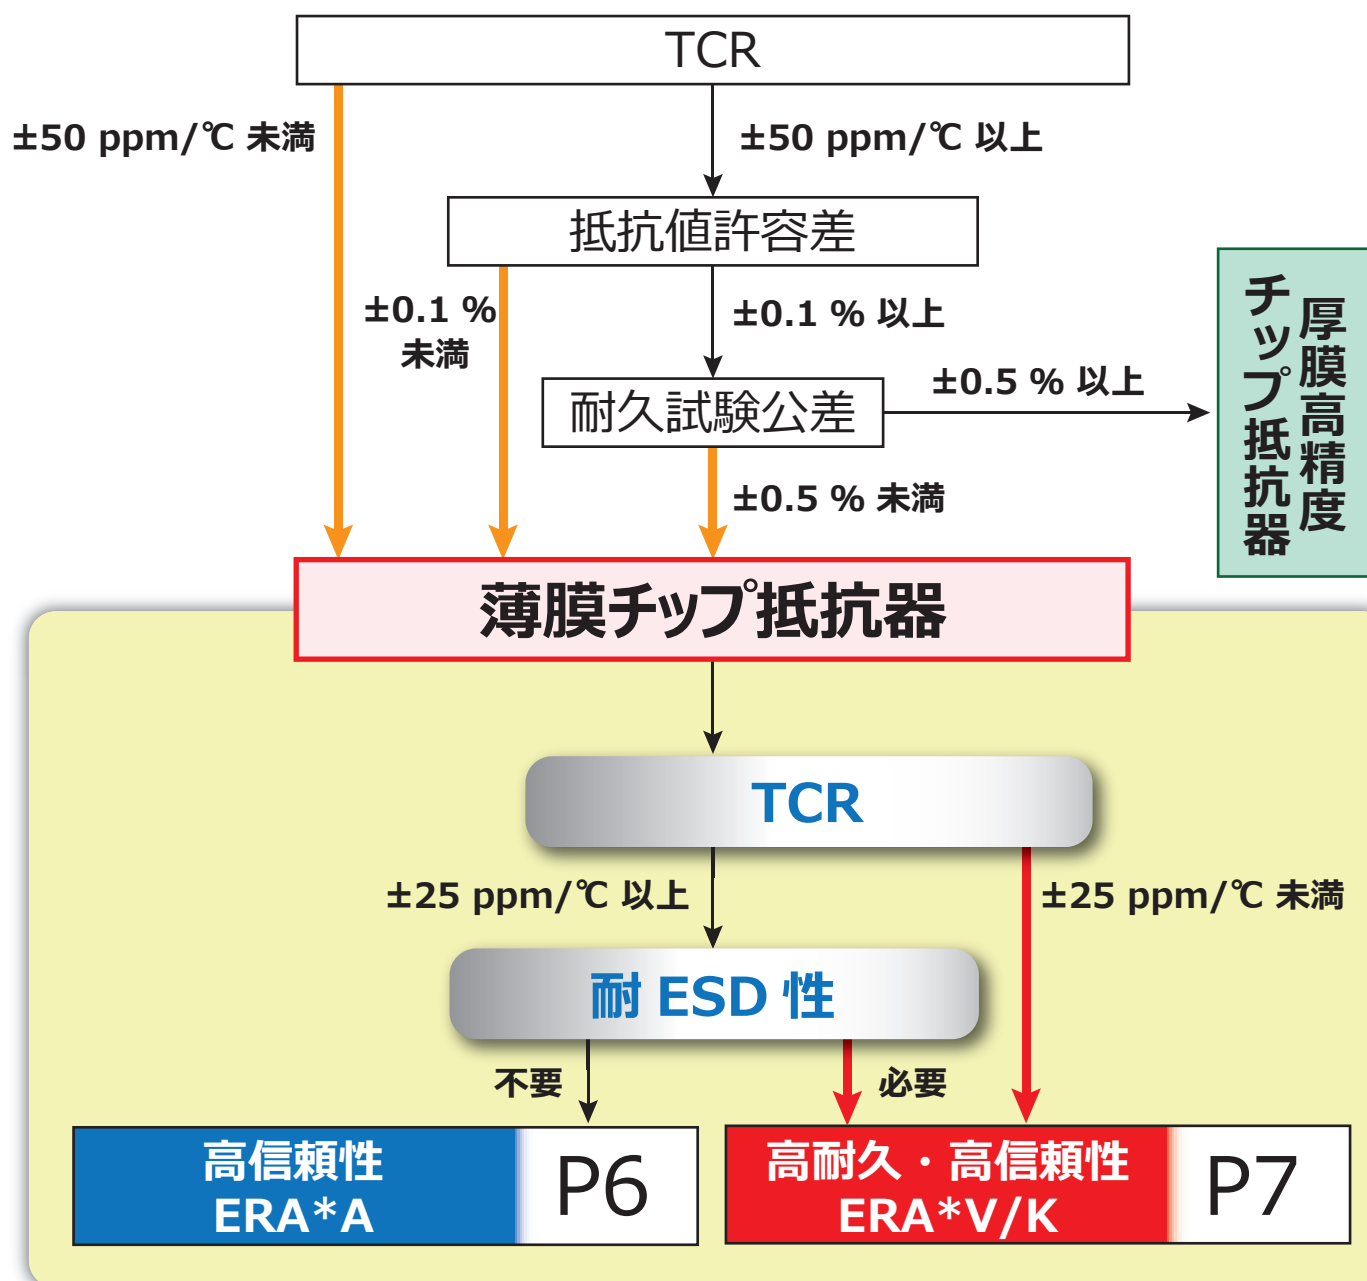 TCR
±50 ppm/℃ 未満
±50 ppm/℃ 以上
抵抗値許容差
±0.1 %
未満
±0.1 % 以上
耐久試験公差
±0.5 % 以上
厚膜高精度
チップ抵抗器
±0.5 % 未満
薄膜チップ抵抗器
TCR
±25 ppm/℃ 以上
±25 ppm/℃ 未満
耐 ESD 性
不要
必要
高信頼性
ERA*A
P6
高耐久・高信頼性
ERA*V/K
P7